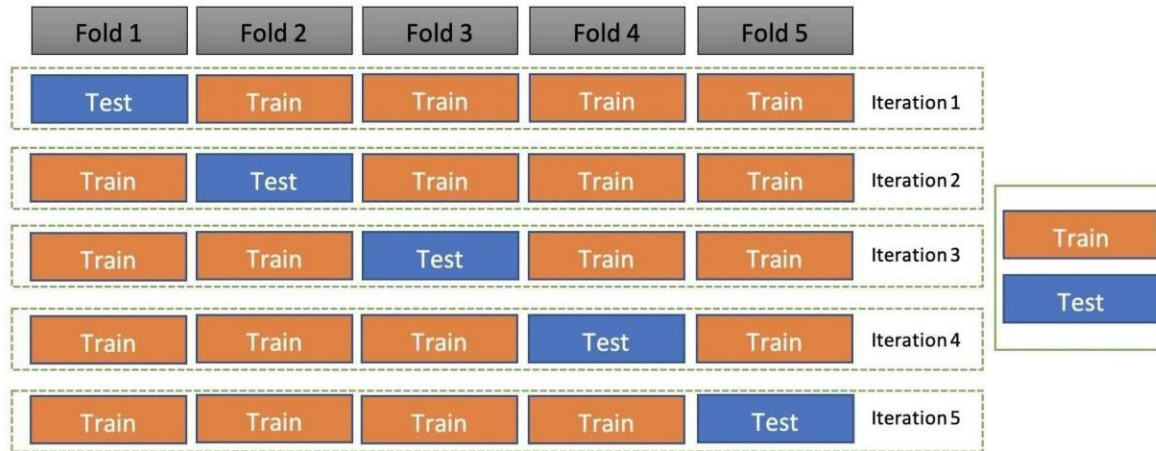 Fold 1 Fold 2 Fold 3 Fold 4 Fold 5
Test Train Train Train Train Iteration 1
Train Test Train Train Train Iteration 2
Train Train Test Train Train Iteration 3
Train Train Train Test Train Iteration 4
Train Train Train Train Test Iteration 5
Train
Test